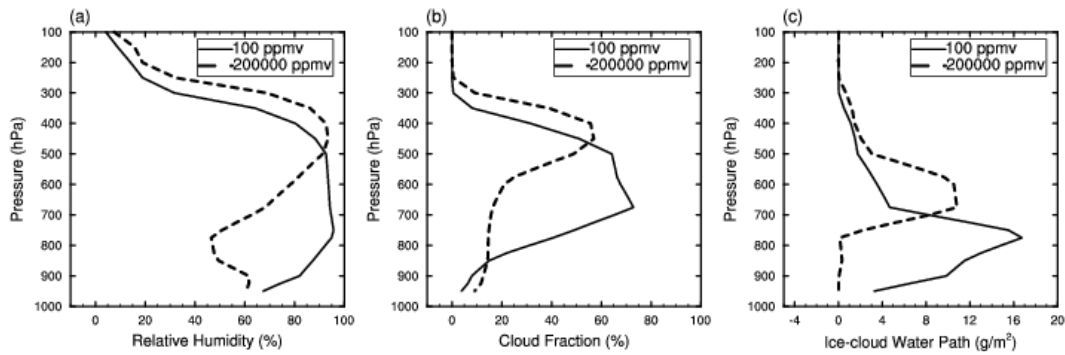 (a)
100 ppmv
200000 ppmv
100
200
300
400
500
600
700
800
900
1000
Pressure (hPa)
0 20 40 60 80 100
Relative Humidity (%)
(b)
100 ppmv
200000 ppmv
100
200
300
400
500
600
700
800
900
1000
Pressure (hPa)
0 20 40 60 80 100
Cloud Fraction (%)
(c)
100 ppmv
200000 ppmv
100
200
300
400
500
600
700
800
900
1000
Pressure (hPa)
-4 0 4 8 12 16 20
Ice-cloud Water Path (g/m²)